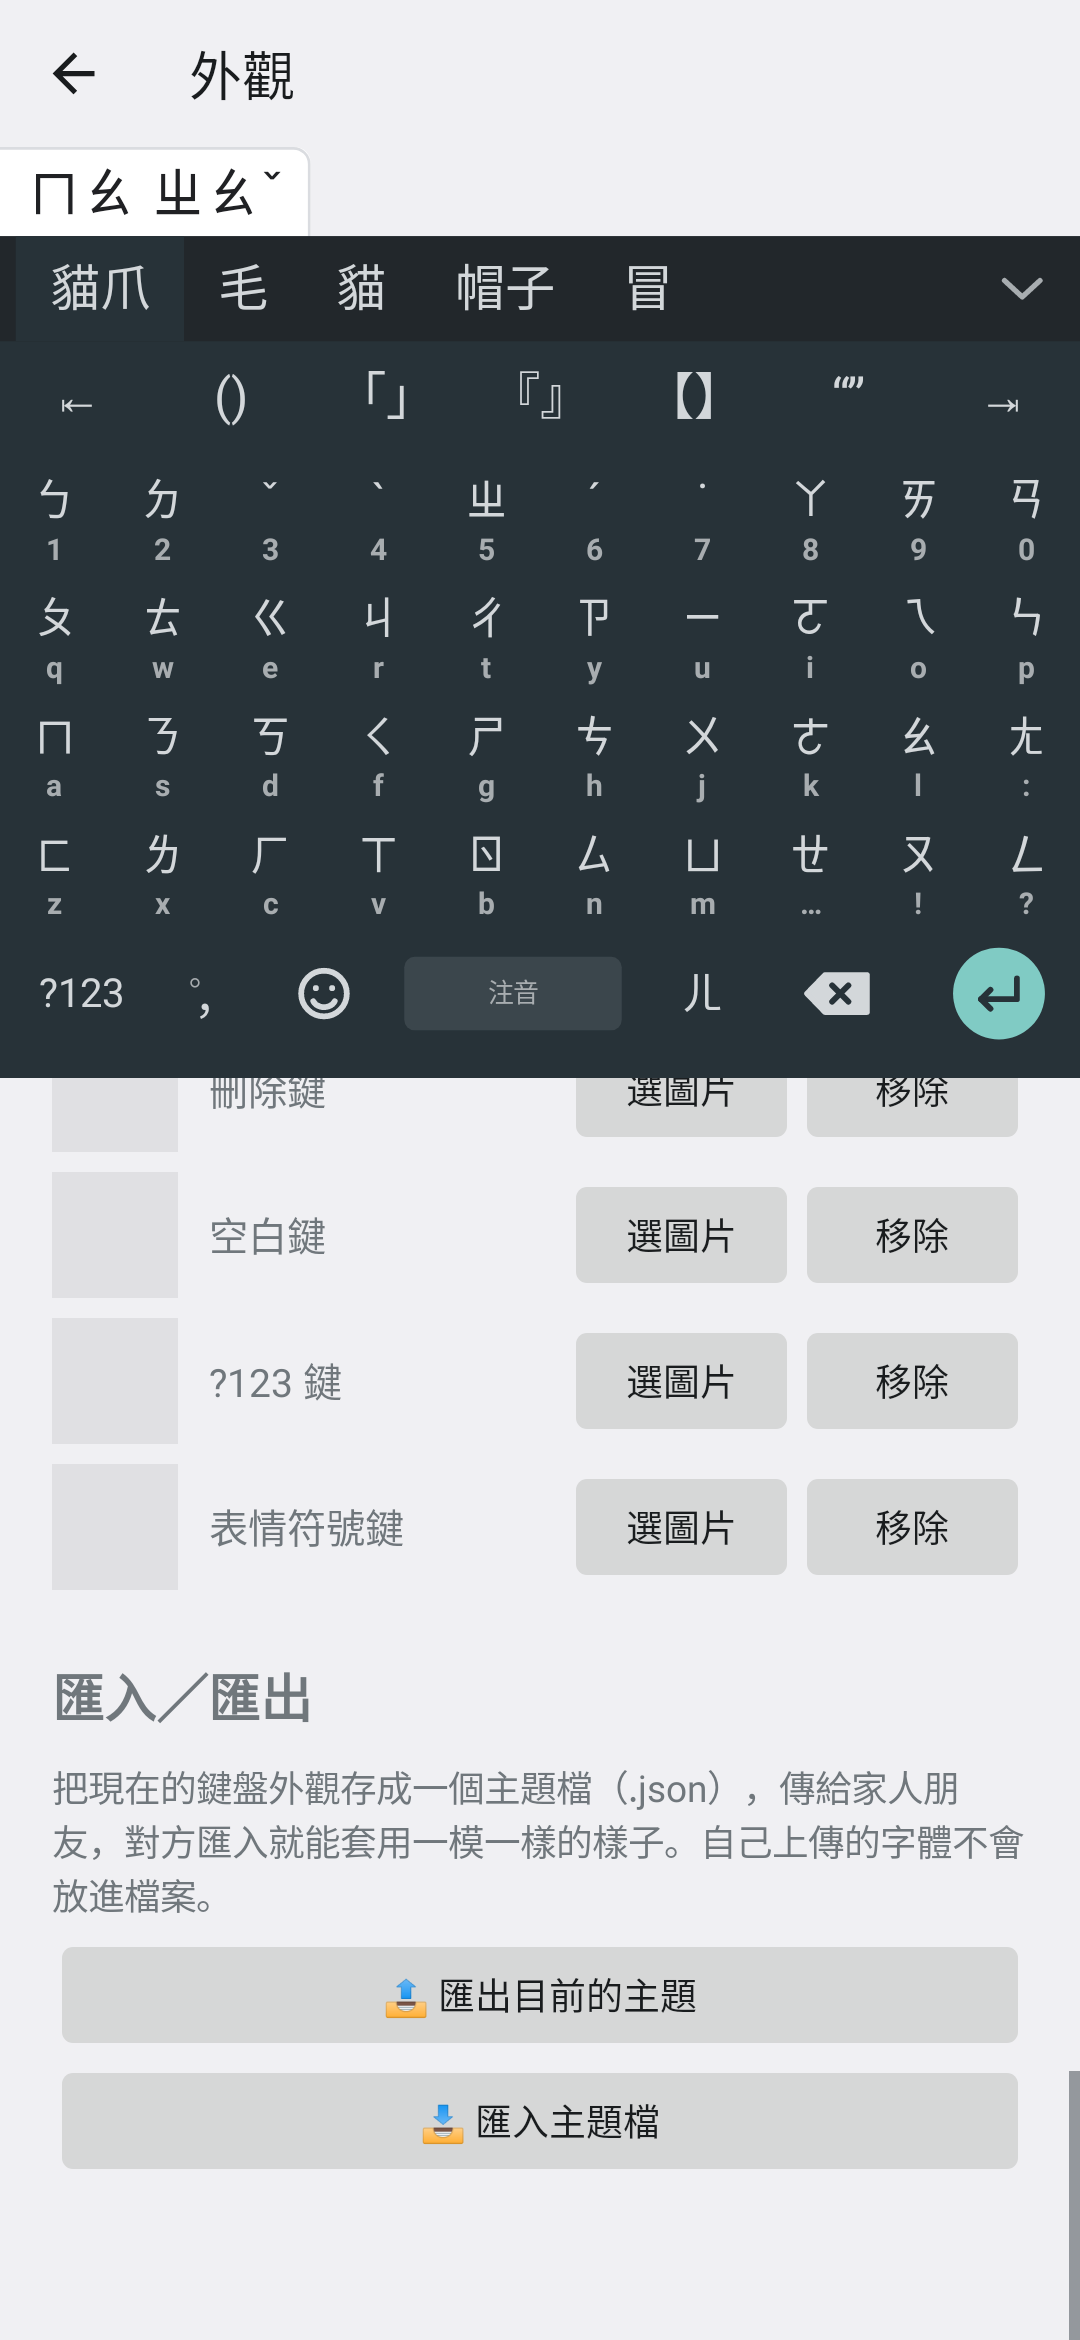 外觀
ㄇㄠ ㄓㄠˇ
貓爪 毛 貓 帽子 冒
⇤ () 「」 『』 【】 “” ⇥
ㄅ ㄉ ˇ ˋ ㄓ ˊ ˙ ㄚ ㄞ ㄢ
1 2 3 4 5 6 7 8 9 0
ㄆ ㄊ ㄍ ㄐ ㄔ ㄗ ㄧ ㄛ ㄟ ㄣ
q w e r t y u i o p
ㄇ ㄋ ㄎ ㄑ ㄕ ㄘ ㄨ ㄜ ㄠ ㄤ
a s d f g h j k l :
ㄈ ㄌ ㄏ ㄒ ㄖ ㄙ ㄩ ㄝ ㄡ ㄥ
z x c v b n m … ! ?
?123 °， 注音 ㄦ
刪除鍵 選圖片 移除
空白鍵 選圖片 移除
?123 鍵 選圖片 移除
表情符號鍵 選圖片 移除
匯入／匯出
把現在的鍵盤外觀存成一個主題檔（.json），傳給家人朋
友，對方匯入就能套用一模一樣的樣子。自己上傳的字體不會
放進檔案。
📤 匯出目前的主題
📥 匯入主題檔